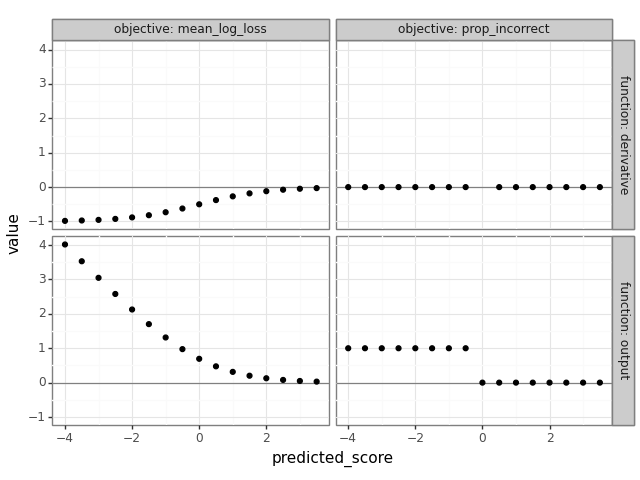 objective: mean_log_loss objective: prop_incorrect
4
3
2
1
0
−1
function: derivative
value
4
3
2
1
0
−1
function: output
−4 −2 0 2 −4 −2 0 2
predicted_score